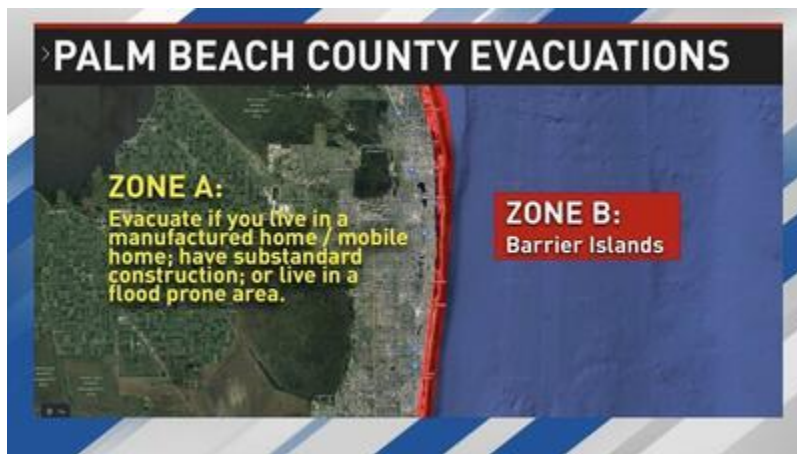 PALM BEACH COUNTY EVACUATIONS
ZONE A:
Evacuate if you live in a
manufactured home / mobile
home; have substandard
construction; or live in a
flood prone area.
ZONE B:
Barrier Islands